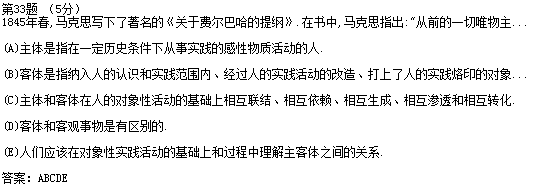 第33题 （5分）
1845年春,马克思写下了著名的《关于费尔巴哈的提纲》.在书中,马克思指出:“从前的一切唯物主...
(A)主体是指在一定历史条件下从事实践的感性物质活动的人.
(B)客体是指纳入人的认识和实践范围内、经过人的实践活动的改造、打上了人的实践烙印的对象...
(C)主体和客体在人的对象性活动的基础上相互联结、相互依赖、相互生成、相互渗透和相互转化.
(D)客体和客观事物是有区别的.
(E)人们应该在对象性实践活动的基础上和过程中理解主客体之间的关系.
答案：ABCDE